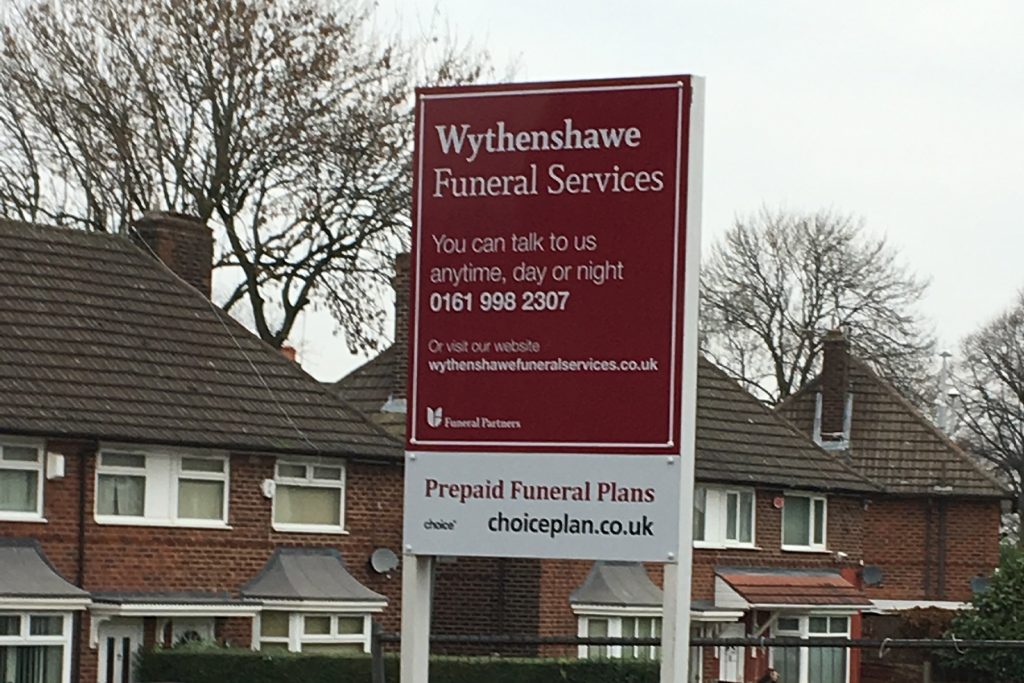 Wythenshawe
Funeral Services
You can talk to us
anytime, day or night
0161 998 2307
Or visit our website
wythenshawefuneralservices.co.uk
Funeral Partners
Prepaid Funeral Plans
choice choiceplan.co.uk